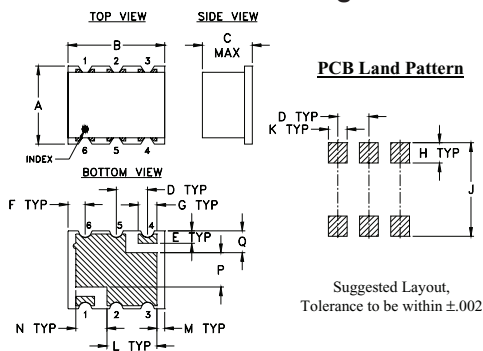 TOP VIEW
SIDE VIEW
B
C
MAX
1 2 3
A
6 5 4
INDEX
PCB Land Pattern
D TYP
K TYP
H TYP
J
BOTTOM VIEW
D TYP
F TYP
G TYP
6 5 4
E TYP
Q
P
1 2 3
N TYP
M TYP
L TYP
Suggested Layout,
Tolerance to be within ±.002